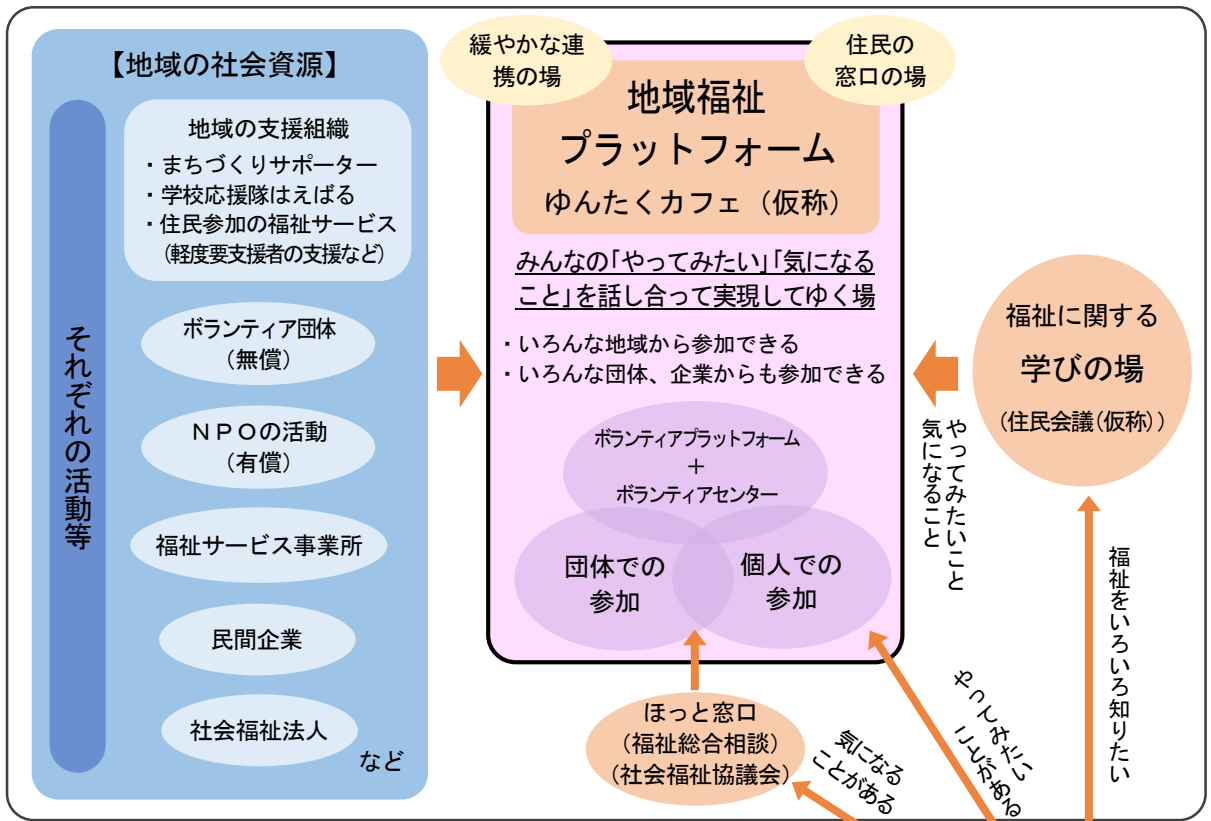 【地域の社会資源】
それぞれの活動等
地域の支援組織
・まちづくりサポーター
・学校応援隊はえばる
・住民参加の福祉サービス
(軽度要支援者の支援など)
ボランティア団体
(無償)
NPOの活動
(有償)
福祉サービス事業所
民間企業
社会福祉法人
など
緩やかな連
携の場
住民の
窓口の場
地域福祉
プラットフォーム
ゆんたくカフェ(仮称)
みんなの「やってみたい」「気になる
こと」を話し合って実現してゆく場
・いろんな地域から参加できる
・いろんな団体、企業からも参加できる
ボランティアプラットフォーム
+
ボランティアセンター
団体での
参加
個人での
参加
ほっと窓口
(福祉総合相談)
(社会福祉協議会)
気になる
ことがある
やってみたい
ことがある
やってみたいこと
気になること
福祉に関する
学びの場
(住民会議(仮称))
福祉をいろいろ知りたい